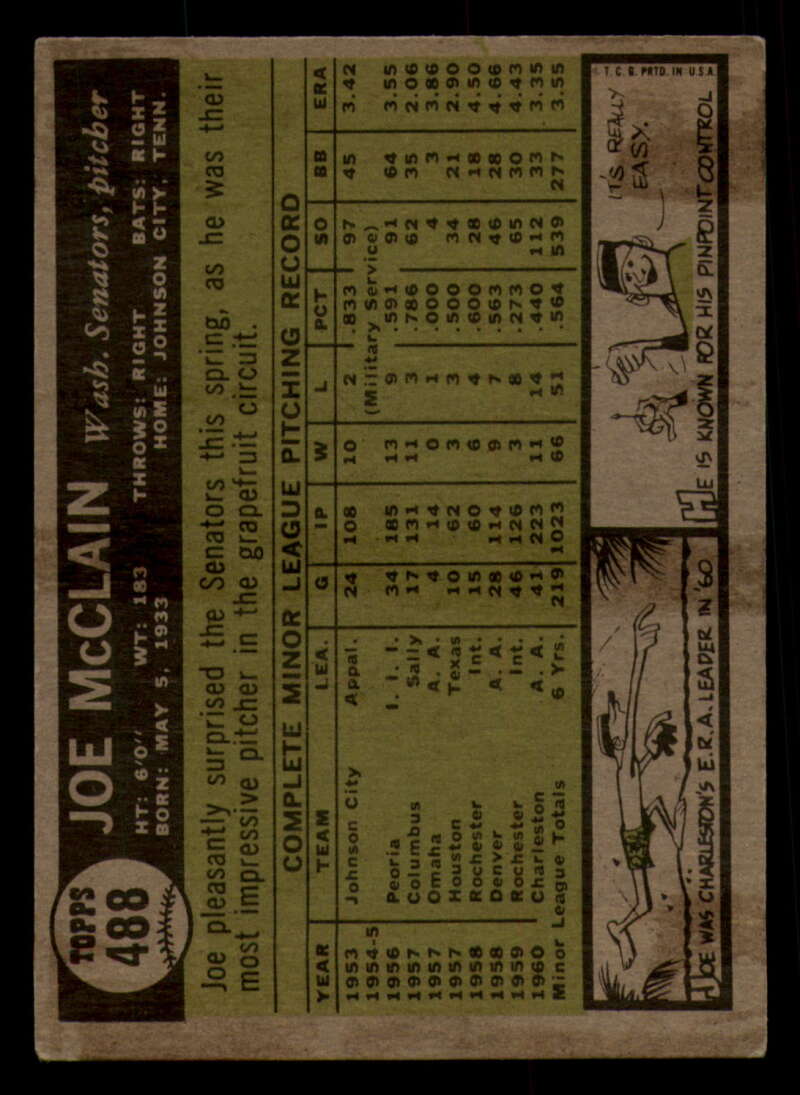 TOPPS
488
JOE McCLAIN Wash. Senators, pitcher
HT: 6'0" WT: 183 THROWS: RIGHT BATS: RIGHT
BORN: MAY 5, 1933 HOME: JOHNSON CITY, TENN.
Joe pleasantly surprised the Senators this spring, as he was their
most impressive pitcher in the grapefruit circuit.
COMPLETE MINOR LEAGUE PITCHING RECORD
YEAR TEAM LEA. G IP W L PCT SO BB ERA
1953 Johnson City Appal. 24 108 10 2 .833 97 45 3.42
1954-5 (Military Service)
1956 Peoria I. I. I. 34 185 13 9 .591 91 64 3.55
1957 Columbus Sally 17 131 11 3 .786 62 35 2.06
1957 Omaha A. A. 4 14 0 1 .000 4 3 3.86
1957 Houston Texas 10 62 3 3 .500 34 21 2.90
1958 Rochester Int. 15 60 6 4 .600 28 18 4.50
1958 Denver A. A. 28 114 9 7 .563 46 28 4.66
1959 Rochester Int. 46 126 3 8 .273 65 30 4.43
1960 Charleston A. A. 41 223 11 14 .440 112 33 3.35
Minor League Totals 6 Yrs. 219 1023 66 51 .564 539 277 3.55
JOE WAS CHARLESTON'S E.R.A. LEADER IN '60
T. C. G. PRTD. IN U.S.A.
IT'S REALLY
EASY.
HE IS KNOWN FOR HIS PINPOINT CONTROL